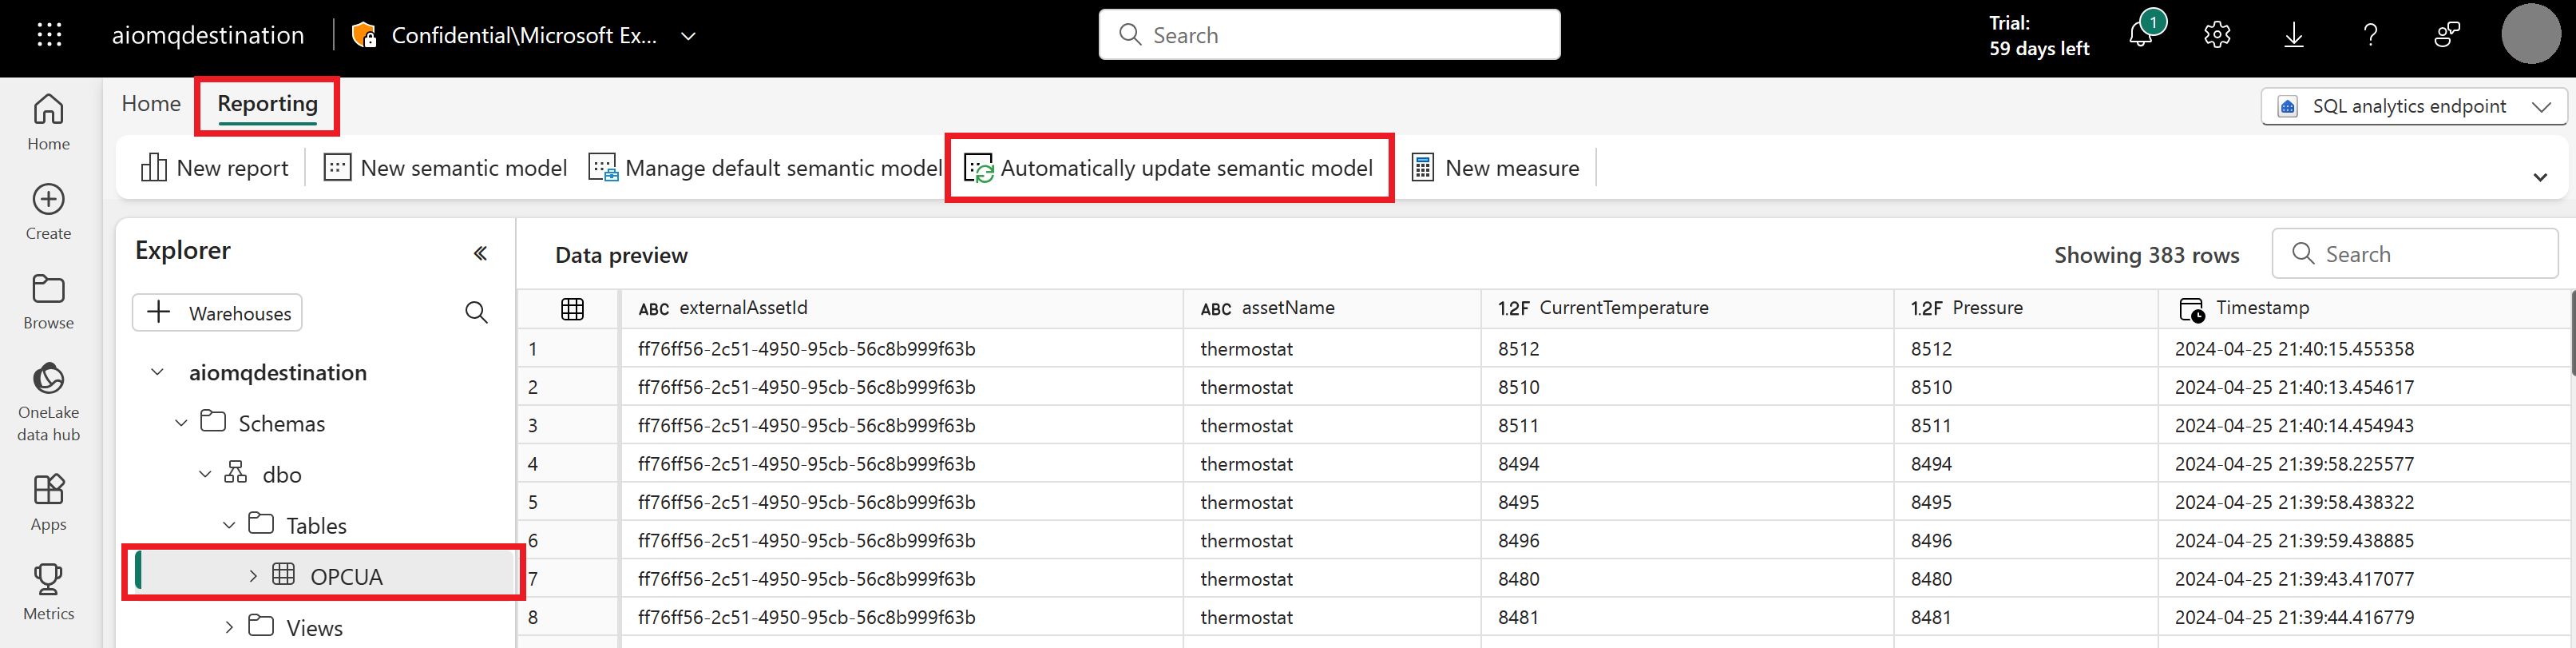 aiomqdestination
Confidential\Microsoft Ex...
Search
Trial:
59 days left
1
Home
Reporting
SQL analytics endpoint
New report
New semantic model
Manage default semantic model
Automatically update semantic model
New measure
Home
Create
Browse
OneLake
data hub
Apps
Metrics
Explorer
Warehouses
aiomqdestination
Schemas
dbo
Tables
OPCUA
Views
Data preview
Showing 383 rows
Search
ABC externalAssetId ABC assetName 1.2F CurrentTemperature 1.2F Pressure Timestamp
1 ff76ff56-2c51-4950-95cb-56c8b999f63b thermostat 8512 8512 2024-04-25 21:40:15.455358
2 ff76ff56-2c51-4950-95cb-56c8b999f63b thermostat 8510 8510 2024-04-25 21:40:13.454617
3 ff76ff56-2c51-4950-95cb-56c8b999f63b thermostat 8511 8511 2024-04-25 21:40:14.454943
4 ff76ff56-2c51-4950-95cb-56c8b999f63b thermostat 8494 8494 2024-04-25 21:39:58.225577
5 ff76ff56-2c51-4950-95cb-56c8b999f63b thermostat 8495 8495 2024-04-25 21:39:58.438322
6 ff76ff56-2c51-4950-95cb-56c8b999f63b thermostat 8496 8496 2024-04-25 21:39:59.438885
7 ff76ff56-2c51-4950-95cb-56c8b999f63b thermostat 8480 8480 2024-04-25 21:39:43.417077
8 ff76ff56-2c51-4950-95cb-56c8b999f63b thermostat 8481 8481 2024-04-25 21:39:44.416779